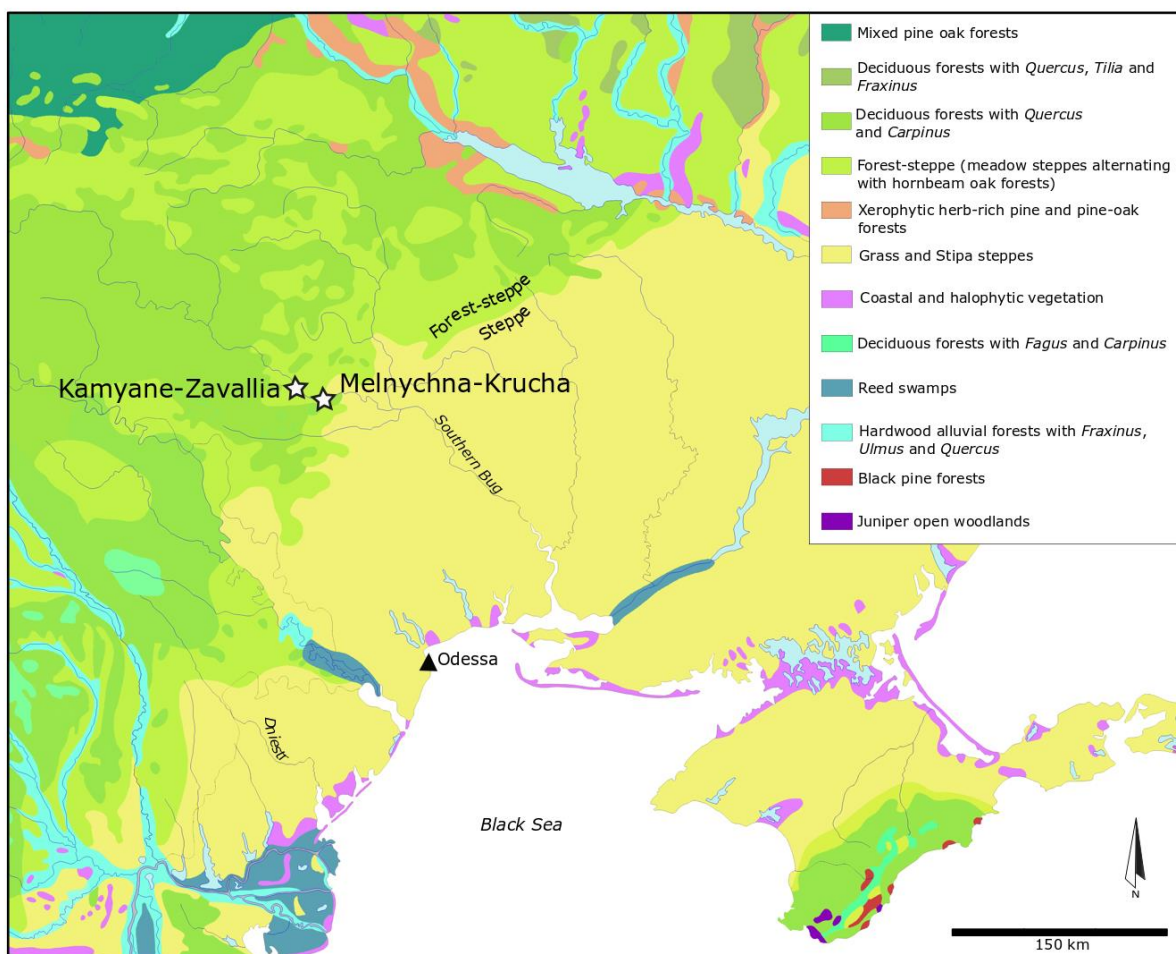 Mixed pine oak forests
Deciduous forests with Quercus, Tilia and
Fraxinus
Deciduous forests with Quercus
and Carpinus
Forest-steppe (meadow steppes alternating
with hornbeam oak forests)
Xerophytic herb-rich pine and pine-oak
forests
Grass and Stipa steppes
Coastal and halophytic vegetation
Deciduous forests with Fagus and Carpinus
Reed swamps
Hardwood alluvial forests with Fraxinus,
Ulmus and Quercus
Black pine forests
Juniper open woodlands
Forest-steppe
Steppe
Kamyane-Zavallia
Melnychna-Krucha
Southern Bug
Odessa
Dniestr
Black Sea
N
150 km